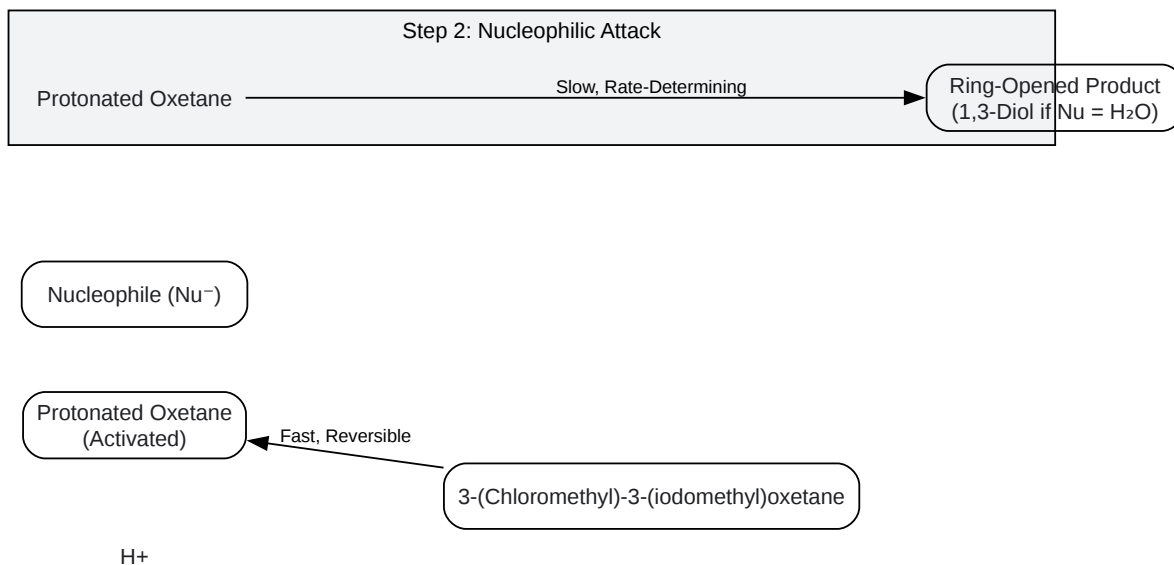 Step 2: Nucleophilic Attack
Protonated Oxetane
Slow, Rate-Determining
Ring-Opened Product
(1,3-Diol if Nu = H₂O)
Nucleophile (Nu⁻)
Protonated Oxetane
(Activated)
Fast, Reversible
3-(Chloromethyl)-3-(iodomethyl)oxetane
H+